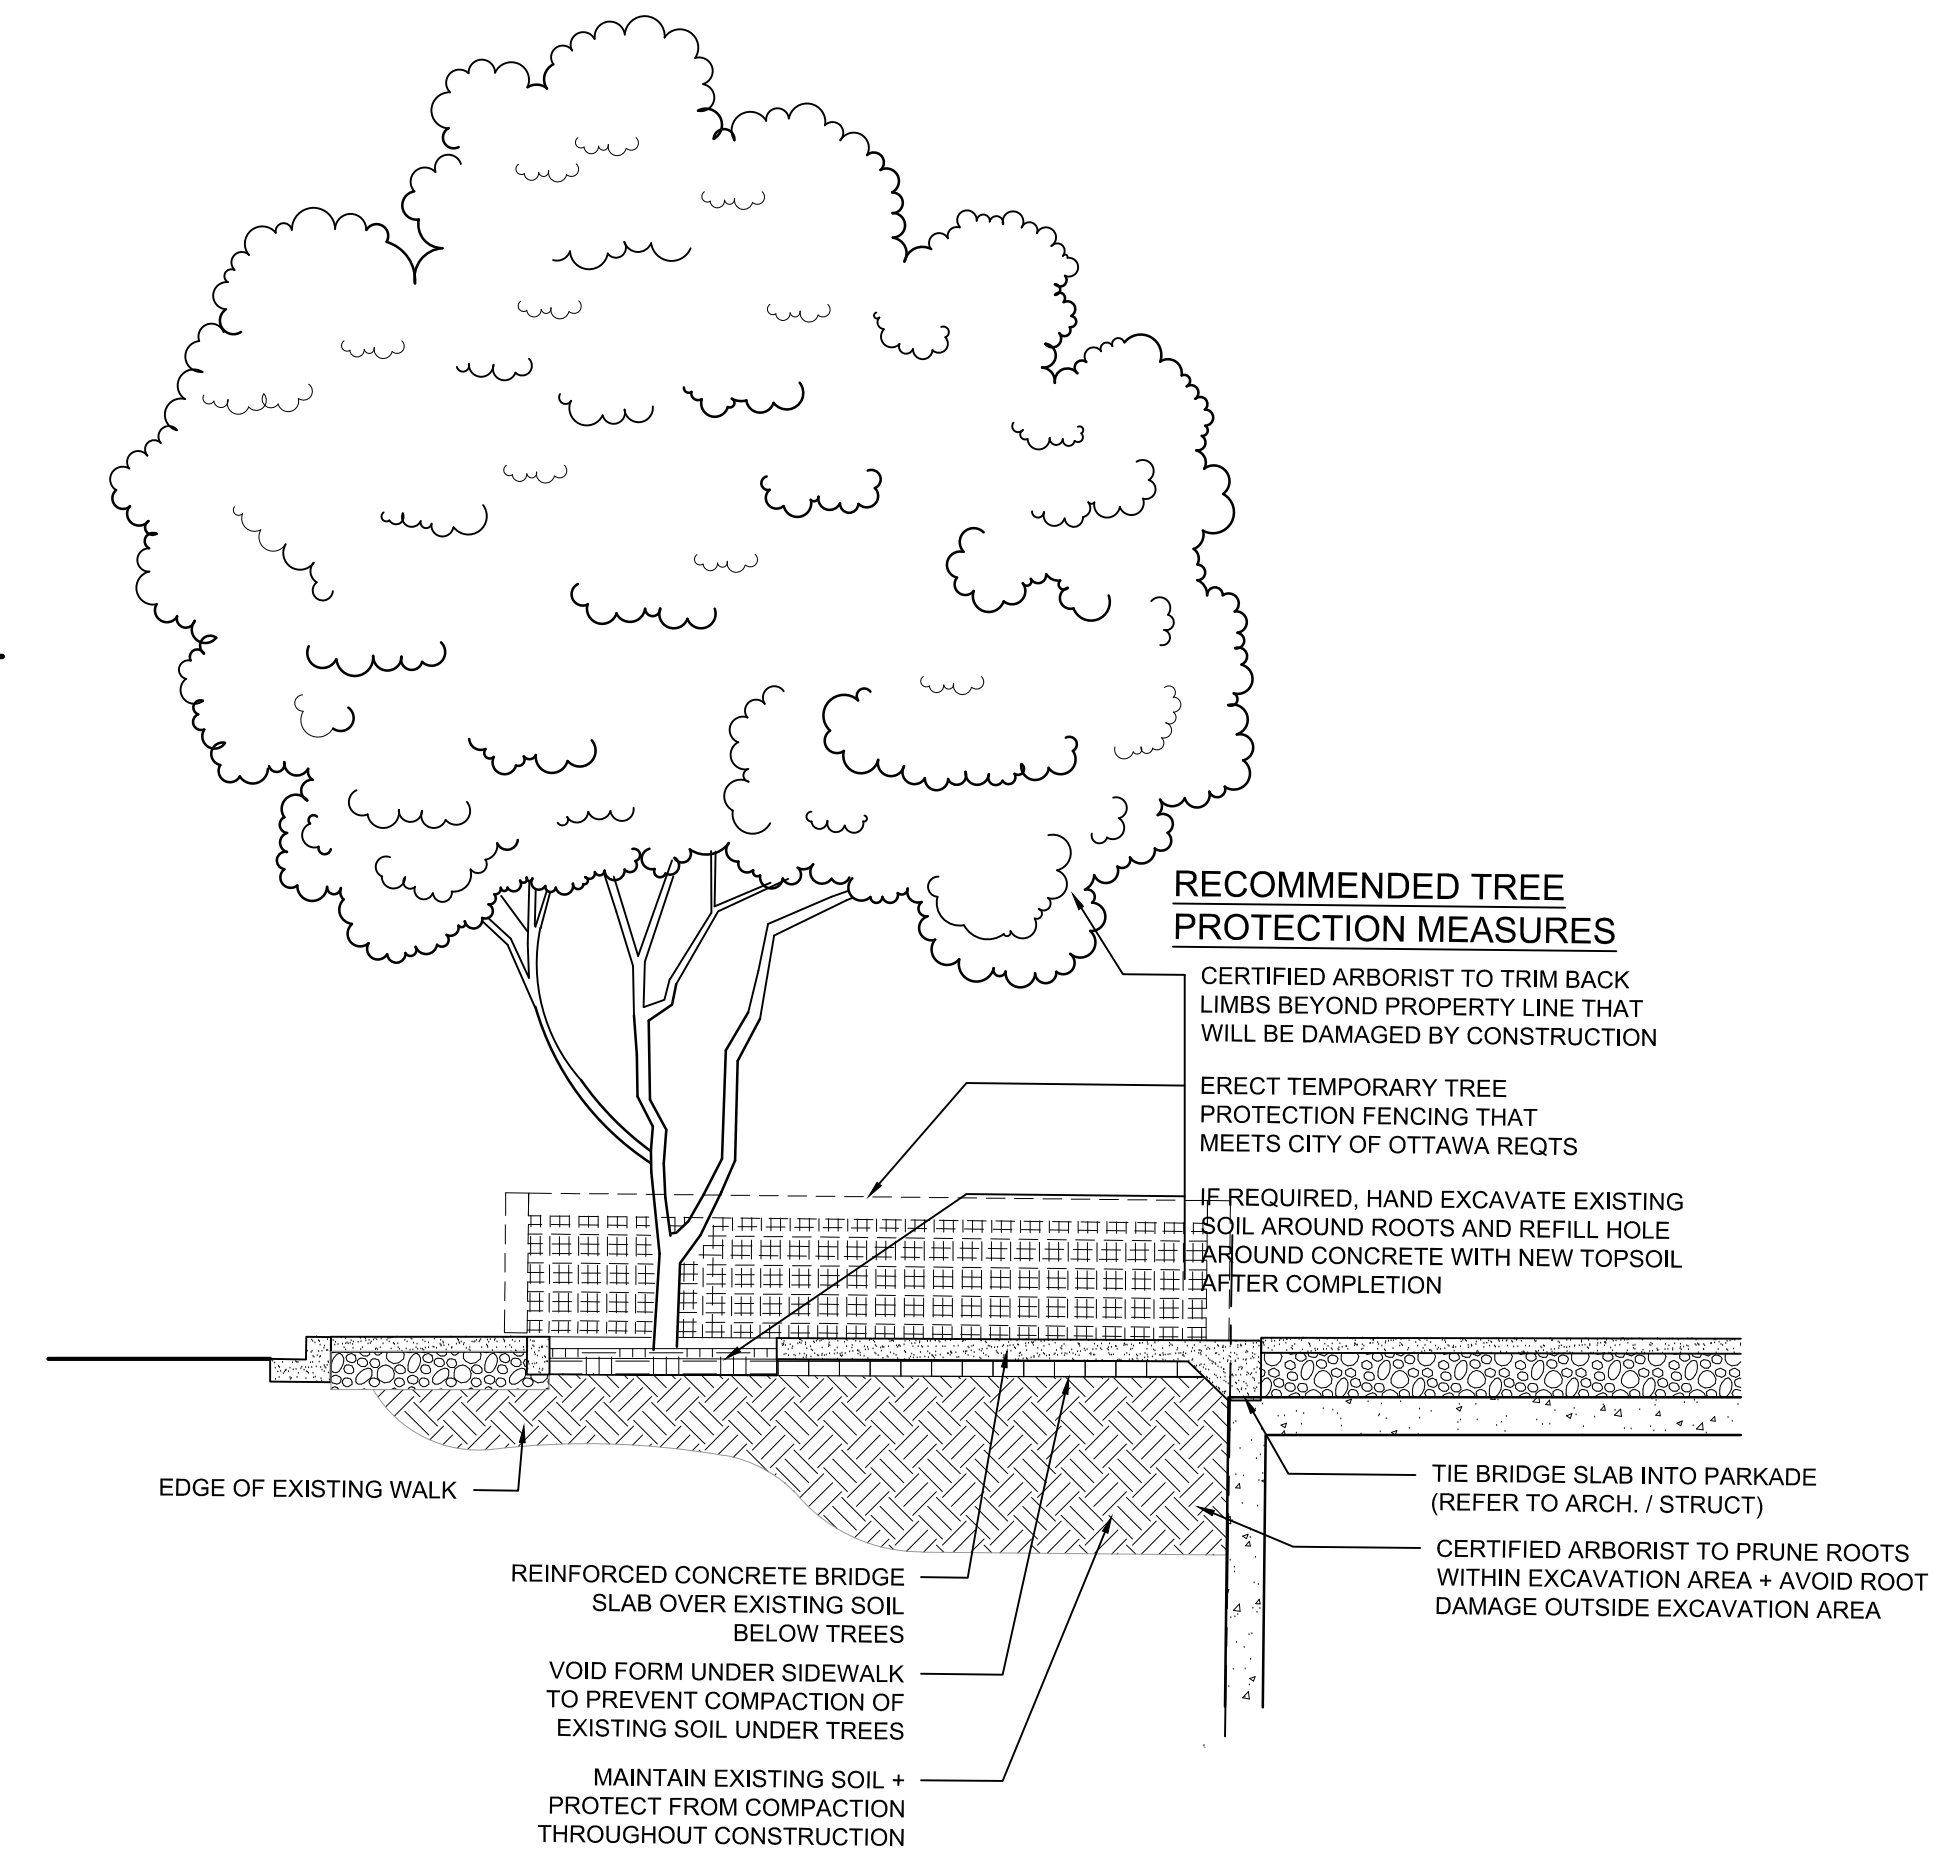 RECOMMENDED TREE
PROTECTION MEASURES
CERTIFIED ARBORIST TO TRIM BACK
LIMBS BEYOND PROPERTY LINE THAT
WILL BE DAMAGED BY CONSTRUCTION
ERECT TEMPORARY TREE
PROTECTION FENCING THAT
MEETS CITY OF OTTAWA REQTS
IF REQUIRED, HAND EXCAVATE EXISTING
SOIL AROUND ROOTS AND REFILL HOLE
AROUND CONCRETE WITH NEW TOPSOIL
AFTER COMPLETION
EDGE OF EXISTING WALK
TIE BRIDGE SLAB INTO PARKADE
(REFER TO ARCH. / STRUCT)
CERTIFIED ARBORIST TO PRUNE ROOTS
WITHIN EXCAVATION AREA + AVOID ROOT
DAMAGE OUTSIDE EXCAVATION AREA
REINFORCED CONCRETE BRIDGE
SLAB OVER EXISTING SOIL
BELOW TREES
VOID FORM UNDER SIDEWALK
TO PREVENT COMPACTION OF
EXISTING SOIL UNDER TREES
MAINTAIN EXISTING SOIL +
PROTECT FROM COMPACTION
THROUGHOUT CONSTRUCTION